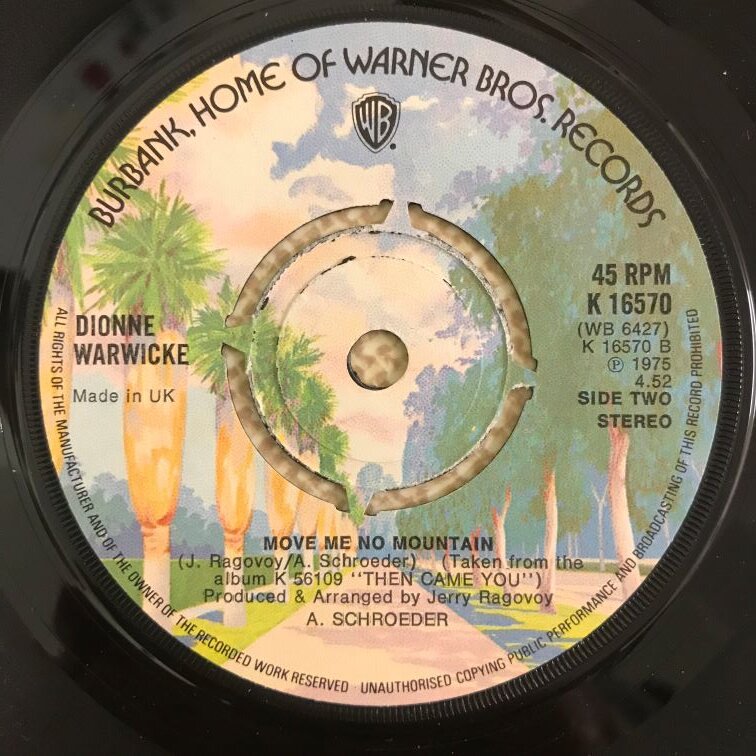 BURBANK, HOME OF WARNER BROS. RECORDS
WB
DIONNE
WARWICKE
Made in UK
45 RPM
K 16570
(WB 6427)
K 16570 B
Ⓟ 1975
4.52
SIDE TWO
STEREO
MOVE ME NO MOUNTAIN
(J. Ragovoy/A. Schroeder) (Taken from the
album K 56109 "THEN CAME YOU")
Produced & Arranged by Jerry Ragovoy
A. SCHROEDER
ALL RIGHTS OF THE MANUFACTURER AND OF THE OWNER OF THE RECORDED WORK RESERVED UNAUTHORISED COPYING PUBLIC PERFORMANCE AND BROADCASTING OF THIS RECORD PROHIBITED